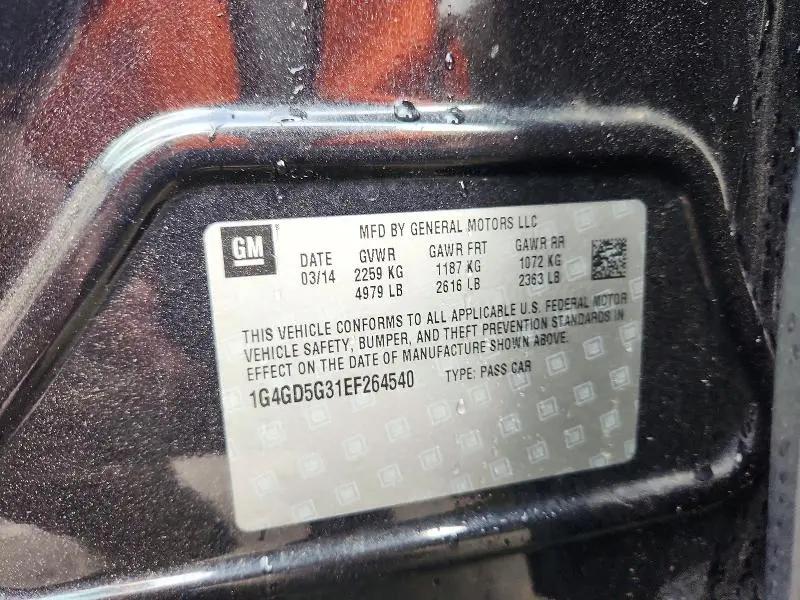 GM
MFD BY GENERAL MOTORS LLC
DATE GVWR GAWR FRT GAWR RR
03/14 2259 KG 1187 KG 1072 KG
4979 LB 2616 LB 2363 LB
THIS VEHICLE CONFORMS TO ALL APPLICABLE U.S. FEDERAL MOTOR
VEHICLE SAFETY, BUMPER, AND THEFT PREVENTION STANDARDS IN
EFFECT ON THE DATE OF MANUFACTURE SHOWN ABOVE.
1G4GD5G31EF264540 TYPE: PASS CAR